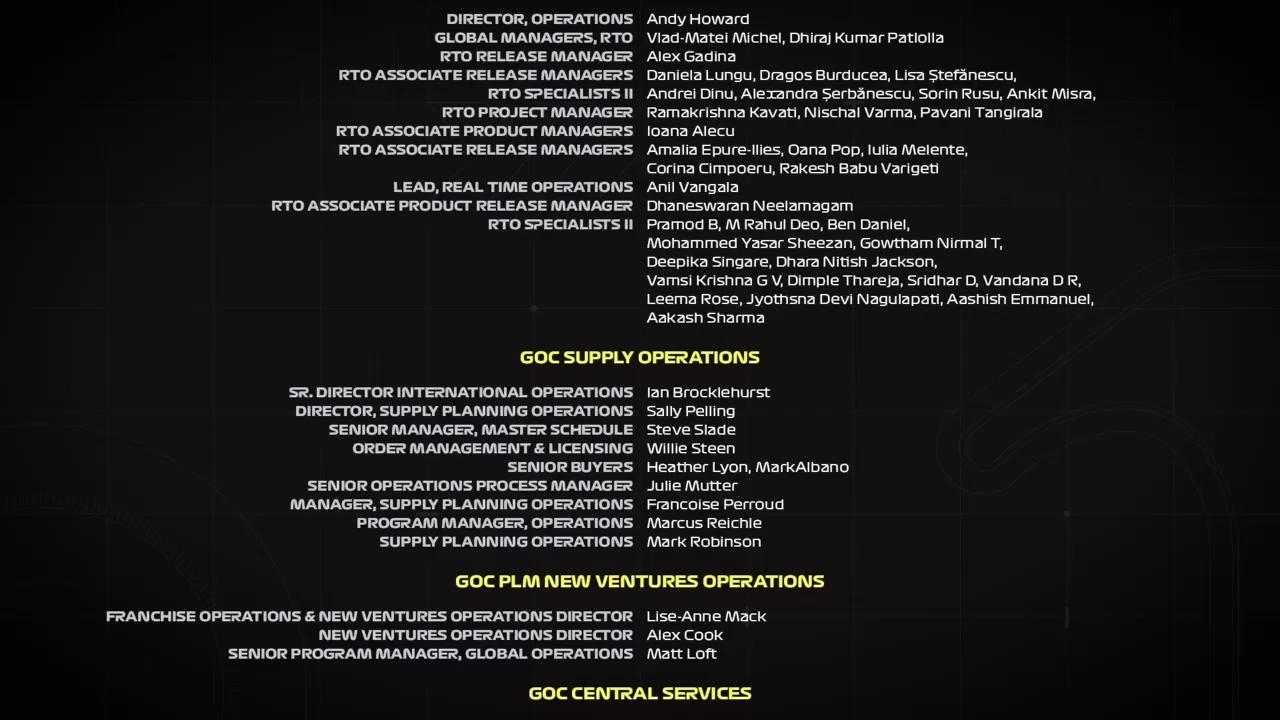 DIRECTOR, OPERATIONS Andy Howard
GLOBAL MANAGERS, RTO Vlad-Matei Michel, Dhiraj Kumar Patlolla
RTO RELEASE MANAGER Alex Gadina
RTO ASSOCIATE RELEASE MANAGERS Daniela Lungu, Dragos Burducea, Lisa Ștefănescu,
RTO SPECIALISTS II Andrei Dinu, Alexandra Șerbănescu, Sorin Rusu, Ankit Misra,
RTO PROJECT MANAGER Ramakrishna Kavati, Nischal Varma, Pavani Tangirala
RTO ASSOCIATE PRODUCT MANAGERS Ioana Alecu
RTO ASSOCIATE RELEASE MANAGERS Amalia Epure-Ilies, Oana Pop, Iulia Melente,
Corina Cimpoeru, Rakesh Babu Varigeti
LEAD, REAL TIME OPERATIONS Anil Vangala
RTO ASSOCIATE PRODUCT RELEASE MANAGER Dhaneswaran Neelamagam
RTO SPECIALISTS II Pramod B, M Rahul Deo, Ben Daniel,
Mohammed Yasar Sheezan, Gowtham Nirmal T,
Deepika Singare, Dhara Nitish Jackson,
Vamsi Krishna G V, Dimple Thareja, Sridhar D, Vandana D R,
Leema Rose, Jyothsna Devi Nagulapati, Aashish Emmanuel,
Aakash Sharma
GOC SUPPLY OPERATIONS
SR. DIRECTOR INTERNATIONAL OPERATIONS Ian Brocklehurst
DIRECTOR, SUPPLY PLANNING OPERATIONS Sally Pelling
SENIOR MANAGER, MASTER SCHEDULE Steve Slade
ORDER MANAGEMENT & LICENSING Willie Steen
SENIOR BUYERS Heather Lyon, MarkAlbano
SENIOR OPERATIONS PROCESS MANAGER Julie Mutter
MANAGER, SUPPLY PLANNING OPERATIONS Francoise Perroud
PROGRAM MANAGER, OPERATIONS Marcus Reichle
SUPPLY PLANNING OPERATIONS Mark Robinson
GOC PLM NEW VENTURES OPERATIONS
FRANCHISE OPERATIONS & NEW VENTURES OPERATIONS DIRECTOR Lise-Anne Mack
NEW VENTURES OPERATIONS DIRECTOR Alex Cook
SENIOR PROGRAM MANAGER, GLOBAL OPERATIONS Matt Loft
GOC CENTRAL SERVICES